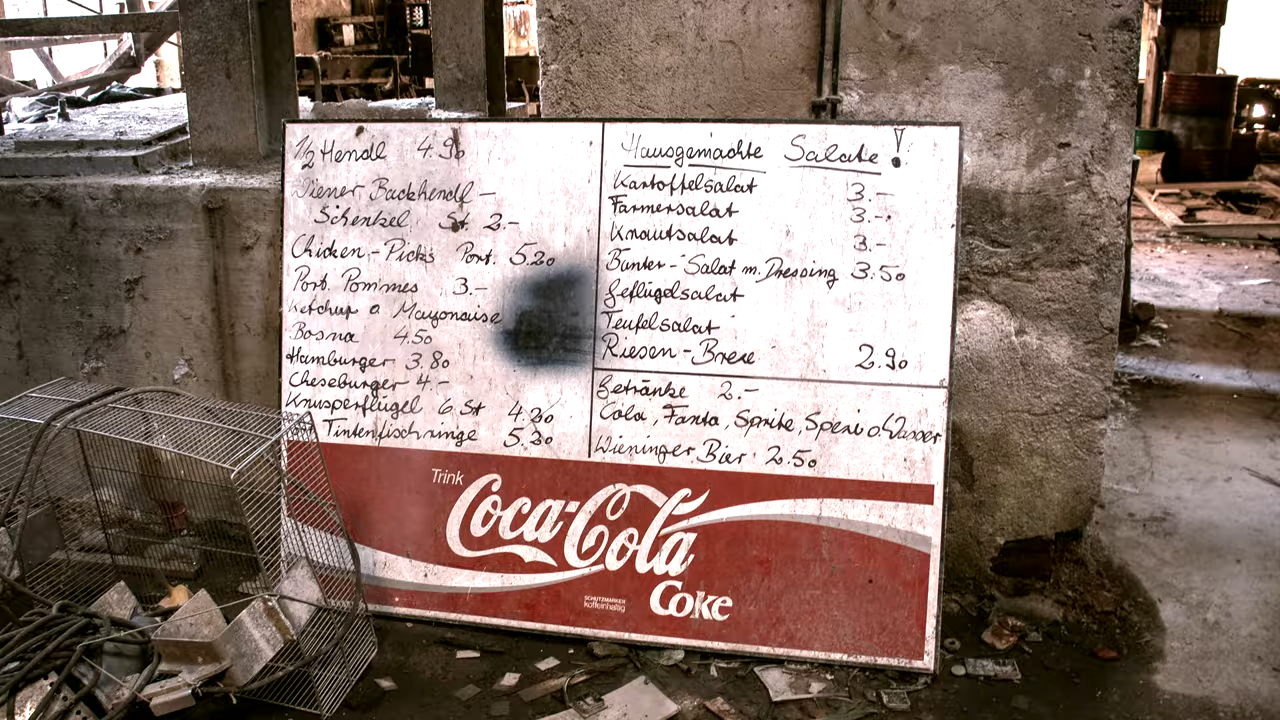 1/2 Hendl 4.90
Wiener Backhendl -
Schenkel St. 2.-
Chicken-Picks Port. 5.20
Port. Pommes 3.-
Ketchup o Mayonaise
Bosna 4.50
Hamburger 3.80
Cheseburger 4.-
Knusperflügel 6 St 4.20
Tintenfischringe 5.20
Hausgemachte Salate!
Kartoffelsalat 3.-
Farmersalat 3.-
Krautsalat 3.-
Bunter-Salat m. Dressing 3.50
Geflügelsalat
Teufelsalat
Riesen-Breze 2.90
Getränke 2.-
Cola, Fanta, Sprite, Spezi o. Wasser
Wieninger Bier 2.50
Trink
Coca-Cola
Coke
SCHUTZMARKEN
koffeinhaltig